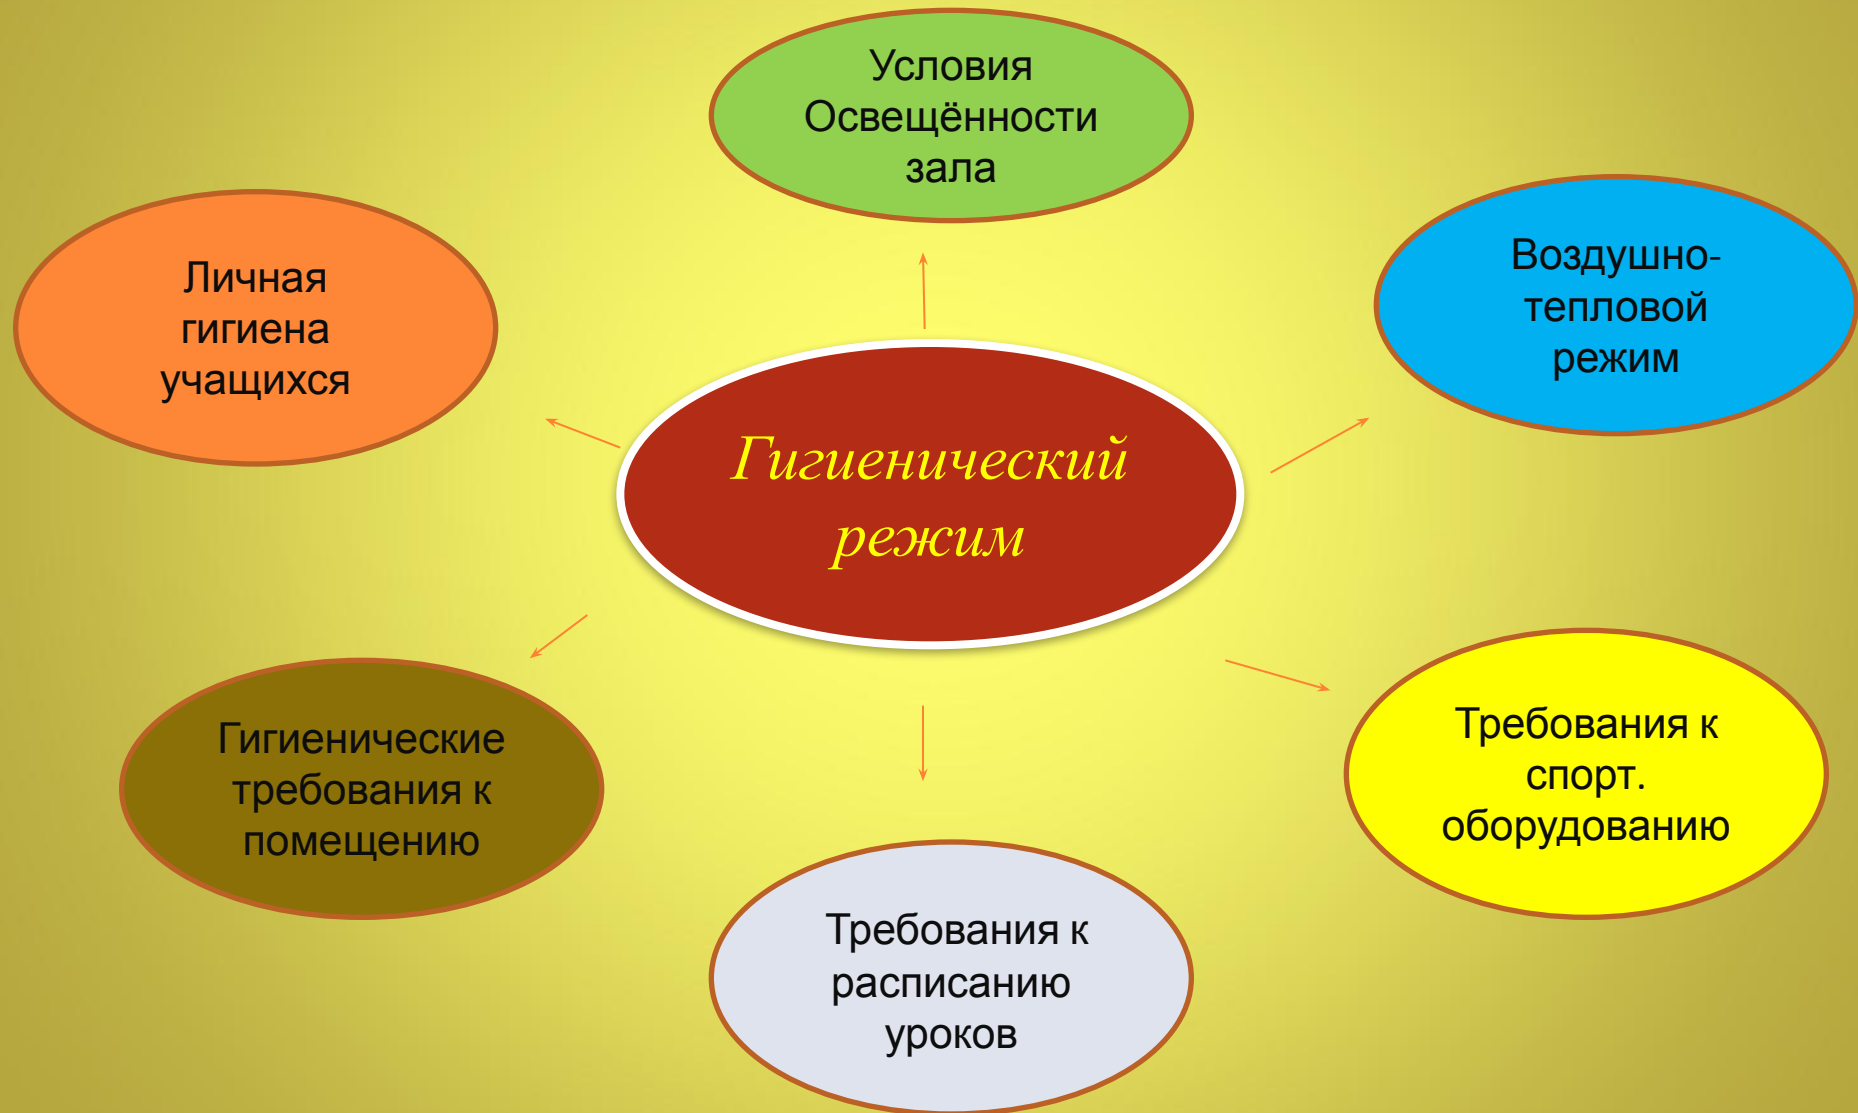 Условия
Освещённости
зала
Личная
гигиена
учащихся
Воздушно-
тепловой
режим
Гигиенический
режим
Гигиенические
требования к
помещению
Требования к
спорт.
оборудованию
Требования к
расписанию
уроков